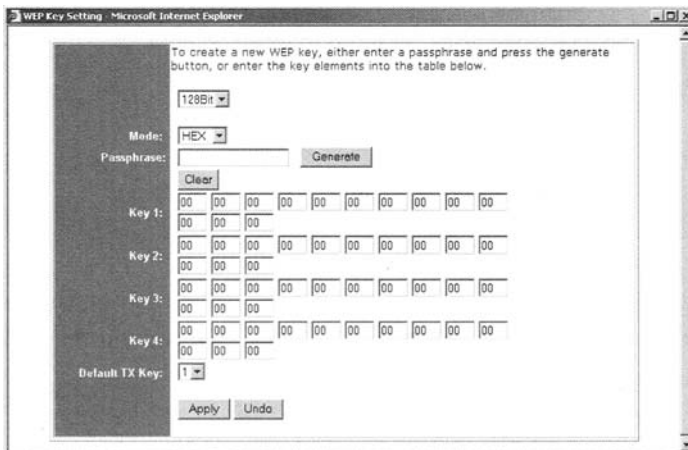 WEP Key Setting - Microsoft Internet Explorer
To create a new WEP key, either enter a passphrase and press the generate
button, or enter the key elements into the table below.
128Bit
Mode: HEX
Passphrase: Generate
Clear
Key 1: 00 00 00 00 00 00 00 00 00 00
00 00 00
Key 2: 00 00 00 00 00 00 00 00 00 00
00 00 00
Key 3: 00 00 00 00 00 00 00 00 00 00
00 00 00
Key 4: 00 00 00 00 00 00 00 00 00 00
00 00 00
Default TX Key: 1
Apply Undo